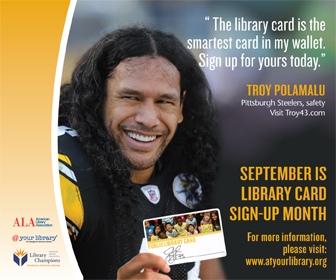 “ The library card is the
smartest card in my wallet.
Sign up for yours today.”
TROY POLAMALU
Pittsburgh Steelers, safety
Visit Troy43.com
SEPTEMBER IS
LIBRARY CARD
SIGN-UP MONTH
For more information,
please visit:
www.atyourlibrary.org
ALA American
Library
Association
@ your library
Library
Champions
LIBRARY CARD